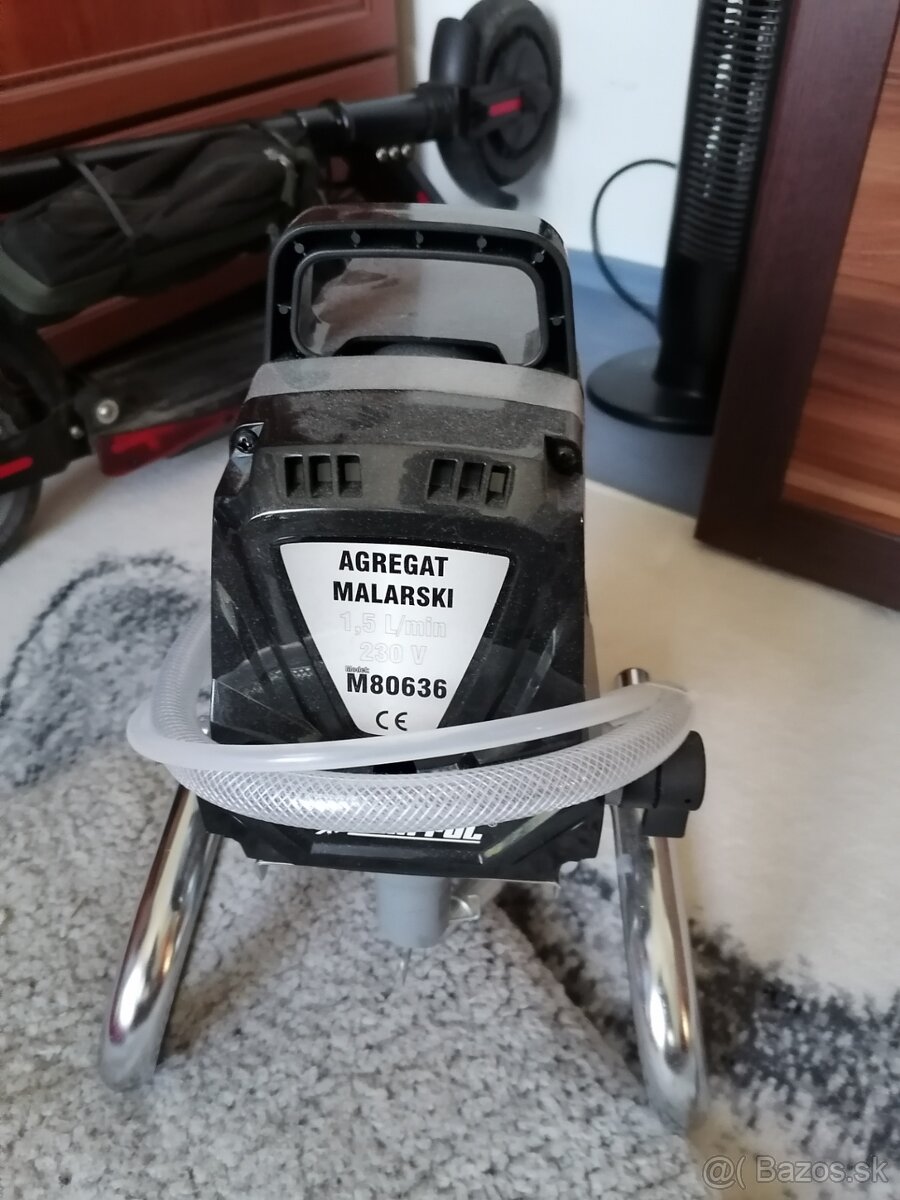 AGREGAT
MALARSKI
1,5 L/min
230 V
Model:
M80636
CE
@( Bazos.sk